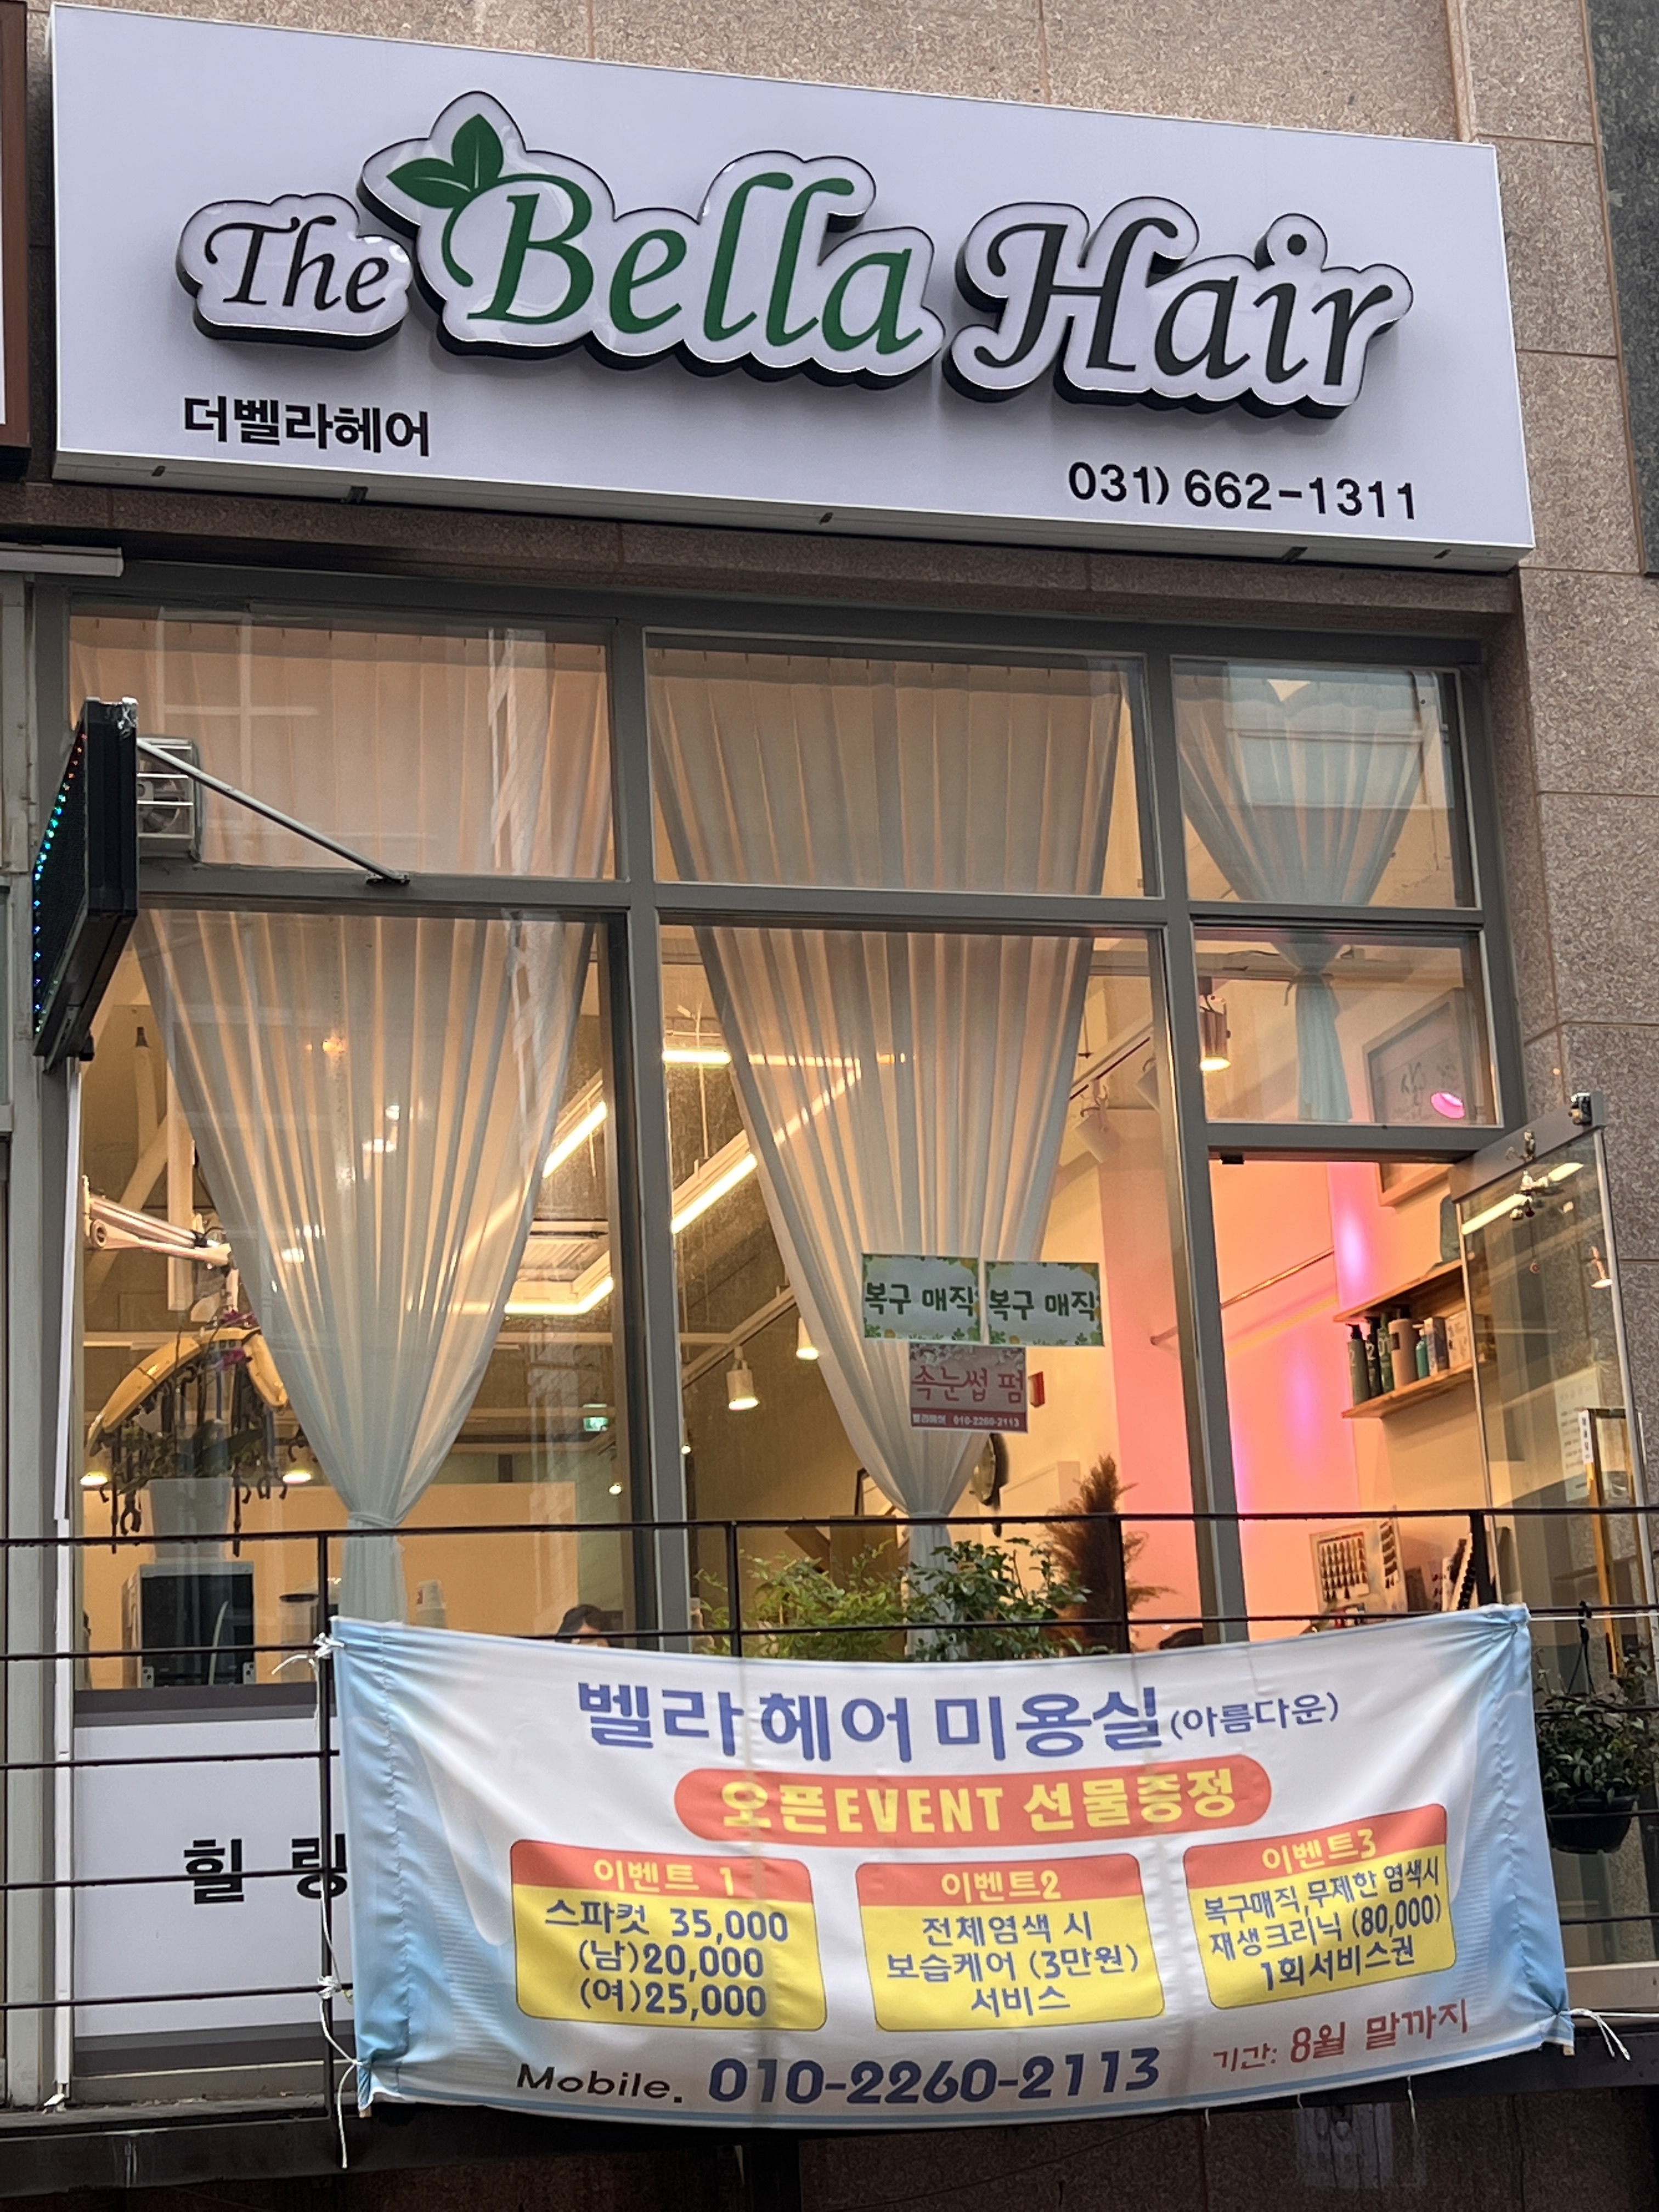 The Bella Hair
더벨라헤어
031) 662-1311
복구 매직 복구 매직
속눈썹 펌
010-2260-2113
힐 링
벨라헤어 미용실 (아름다운)
오픈EVENT 선물증정
이벤트 1
스파컷 35,000
(남)20,000
(여)25,000
이벤트2
전체염색 시
보습케어 (3만원)
서비스
이벤트3
복구매직,무제한 염색시
재생크리닉 (80,000)
1회서비스권
기간: 8월 말까지
Mobile. 010-2260-2113